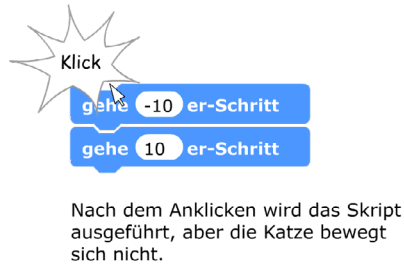 Klick
gehe -10 er-Schritt
gehe 10 er-Schritt
Nach dem Anklicken wird das Skript
ausgeführt, aber die Katze bewegt
sich nicht.